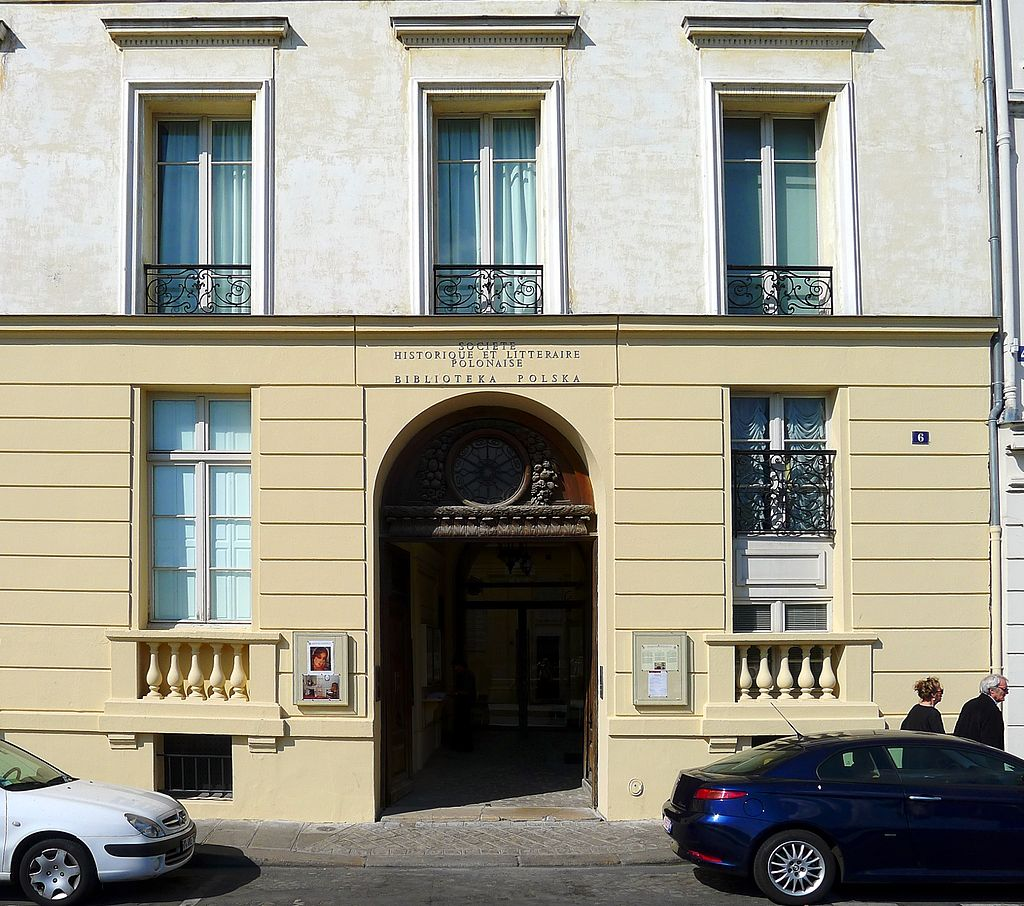 SOCIETE
HISTORIQUE ET LITTERAIRE
POLONAISE
BIBLIOTEKA POLSKA
6